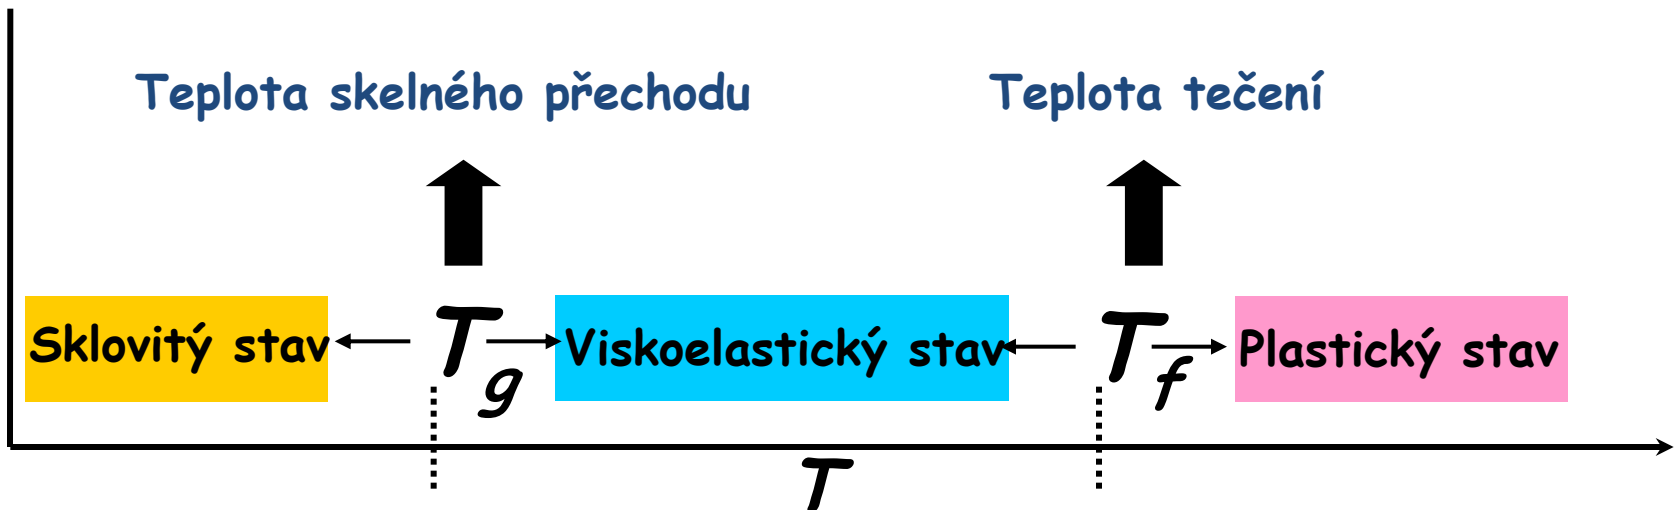 Teplota skelného přechodu Teplota tečení
Sklovitý stav Tg Viskoelastický stav Tf Plastický stav
T